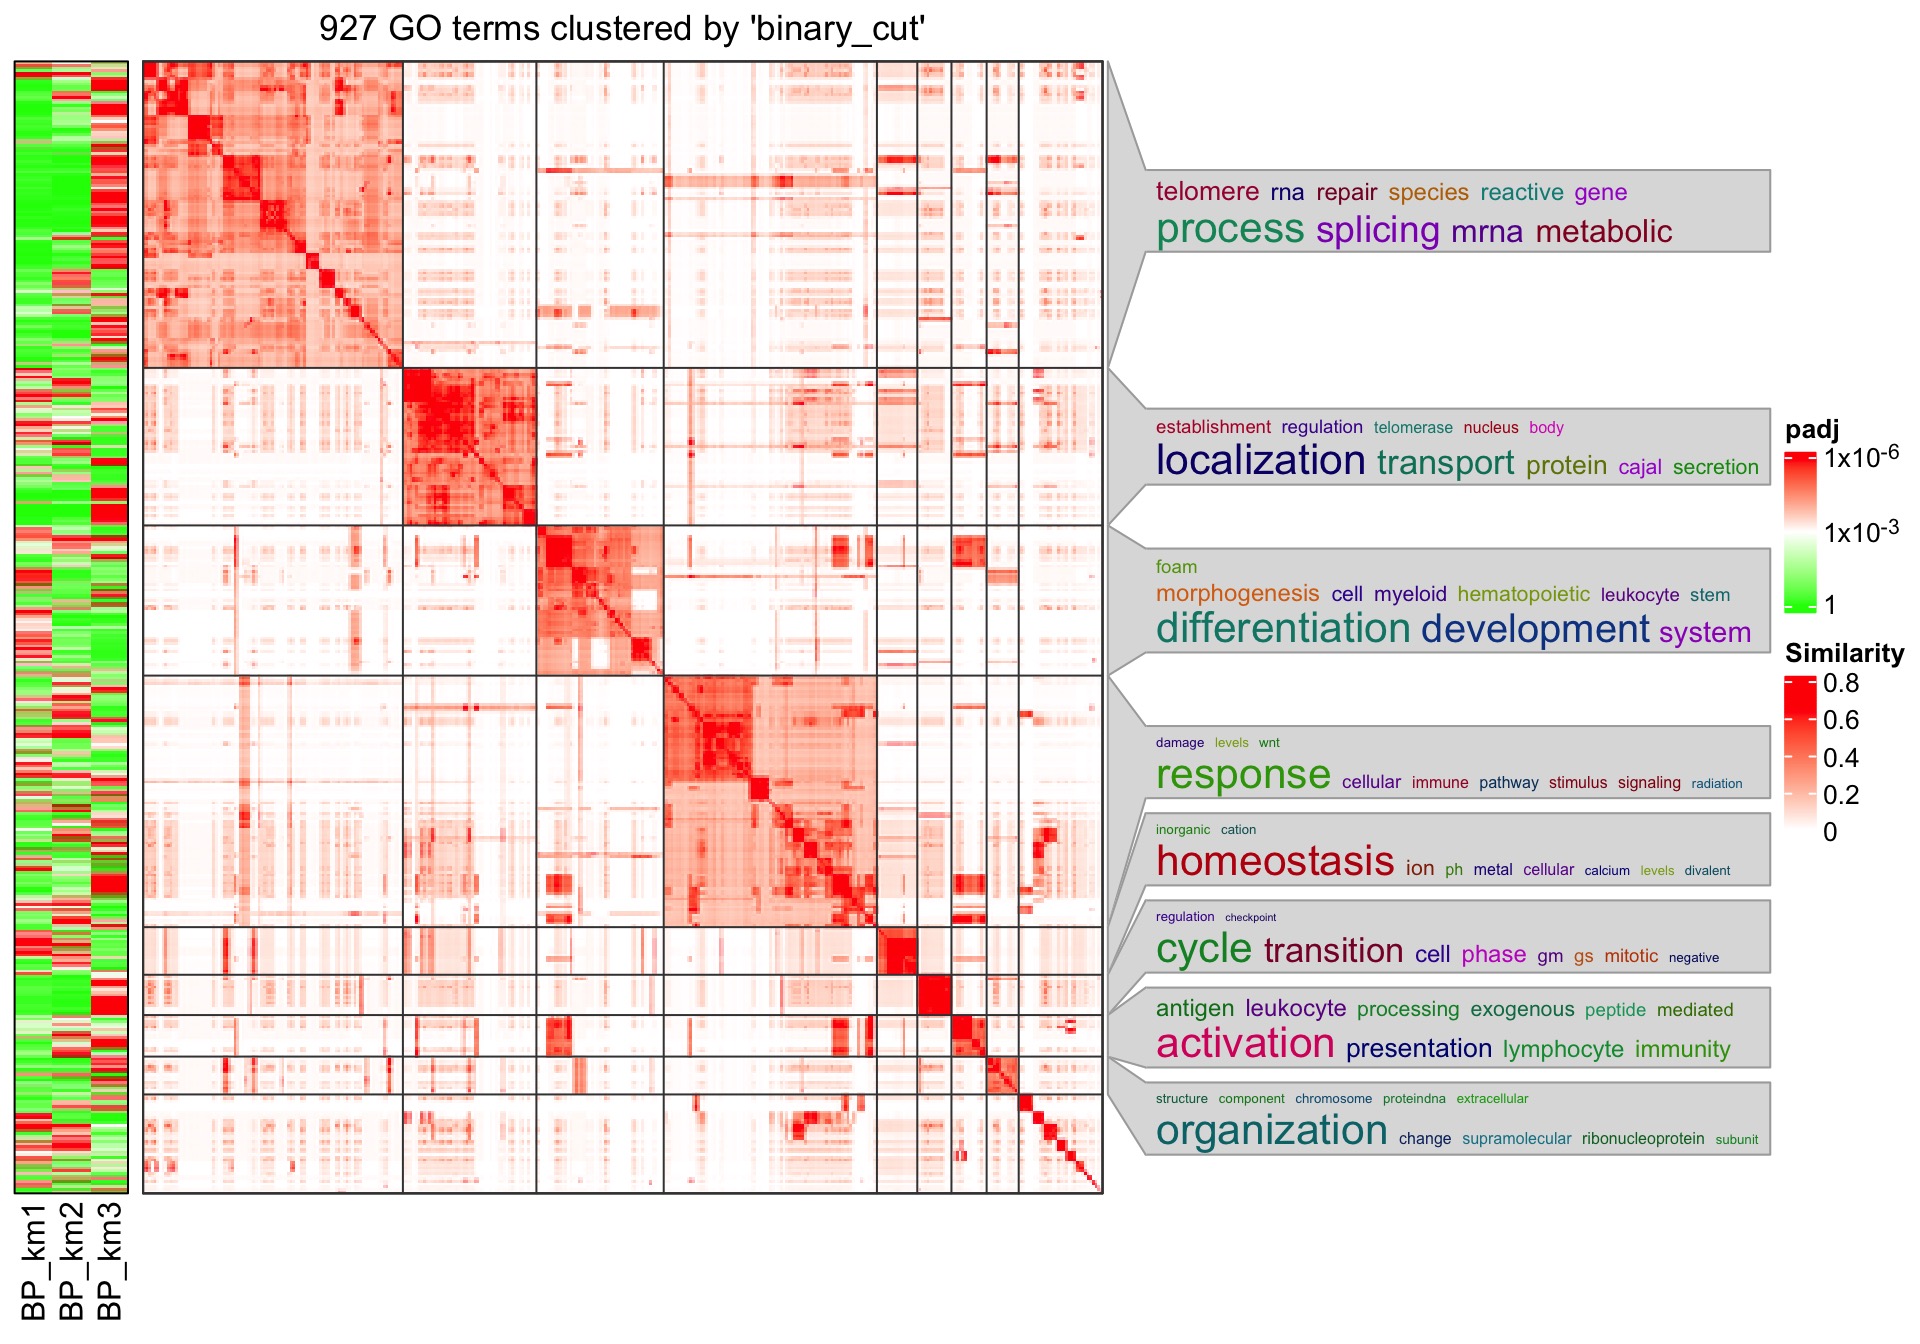 927 GO terms clustered by 'binary_cut'
telomere rna repair species reactive gene
process splicing mrna metabolic
establishment regulation telomerase nucleus body
localization transport protein cajal secretion
foam
morphogenesis cell myeloid hematopoietic leukocyte stem
differentiation development system
damage levels wnt
response cellular immune pathway stimulus signaling radiation
inorganic cation
homeostasis ion ph metal cellular calcium levels divalent
regulation checkpoint
cycle transition cell phase gm gs mitotic negative
antigen leukocyte processing exogenous peptide mediated
activation presentation lymphocyte immunity
structure component chromosome proteindna extracellular
organization change supramolecular ribonucleoprotein subunit
padj
1x10-6
1x10-3
1
Similarity
0.8
0.6
0.4
0.2
0
BP_km1
BP_km2
BP_km3